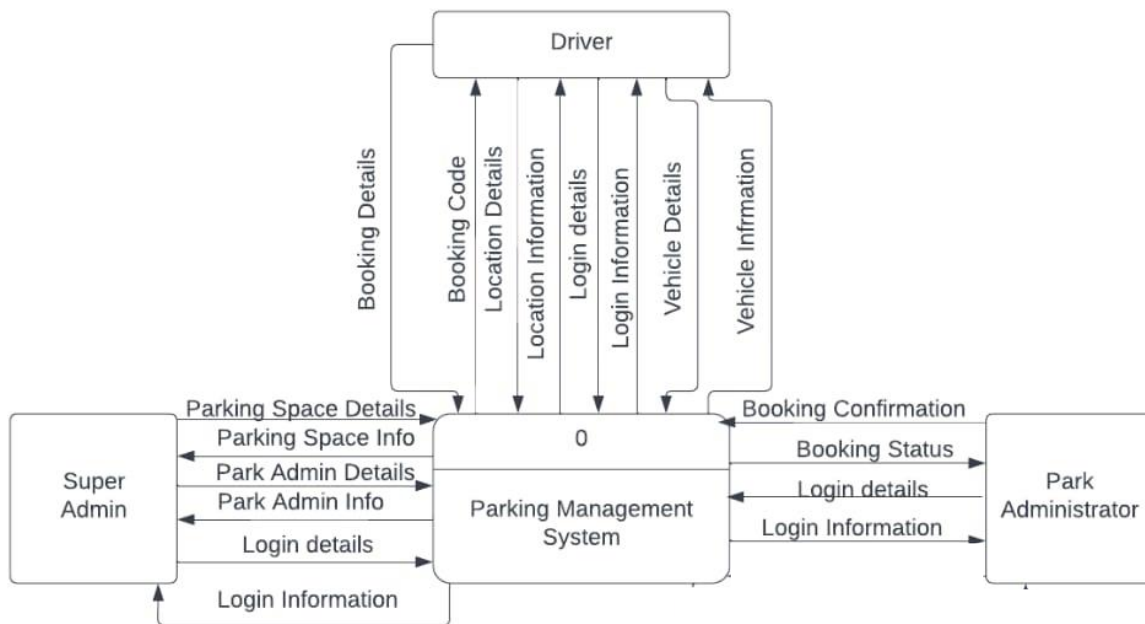 Driver
Booking Details
Booking Code
Location Details
Location Information
Login details
Login Information
Vehicle Details
Vehicle Infrmation
Parking Space Details
Parking Space Info
Park Admin Details
Park Admin Info
Login details
Login Information
Super
Admin
0
Parking Management
System
Booking Confirmation
Booking Status
Login details
Login Information
Park
Administrator